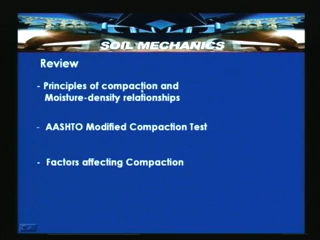 SOIL MECHANICS
Review
- Principles of compaction and
Moisture-density relationships
- AASHTO Modified Compaction Test
- Factors affecting Compaction